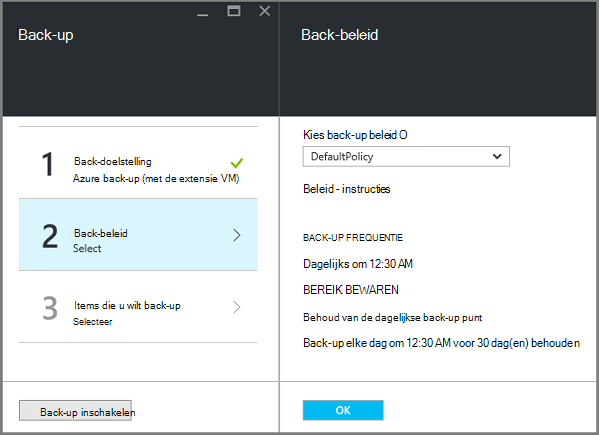 Back-up
Back-beleid
1
Back-doelstelling
Azure back-up (met de extensie VM)
2
Back-beleid
Select
3
Items die u wilt back-up
Selecteer
Back-up inschakelen
Kies back-up beleid O
DefaultPolicy
Beleid - instructies
BACK-UP FREQUENTIE
Dagelijks om 12:30 AM
BEREIK BEWAREN
Behoud van de dagelijkse back-up punt
Back-up elke dag om 12:30 AM voor 30 dag(en) behouden
OK